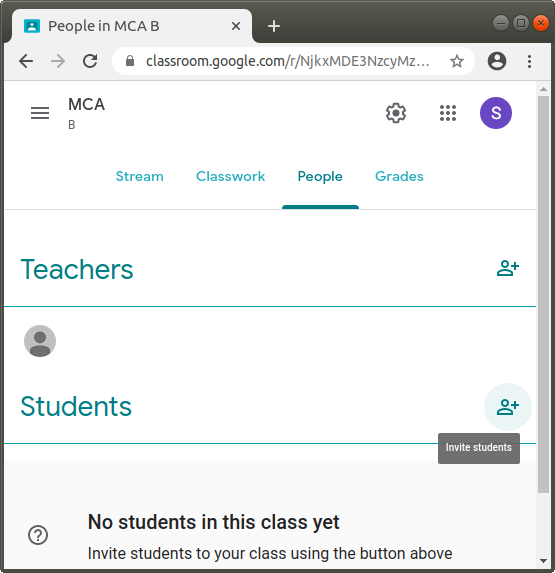 People in MCA B
classroom.google.com/r/NjkxMDE3NzcyMz...
MCA
B
S
Stream Classwork People Grades
Teachers
Students
Invite students
No students in this class yet
Invite students to your class using the button above